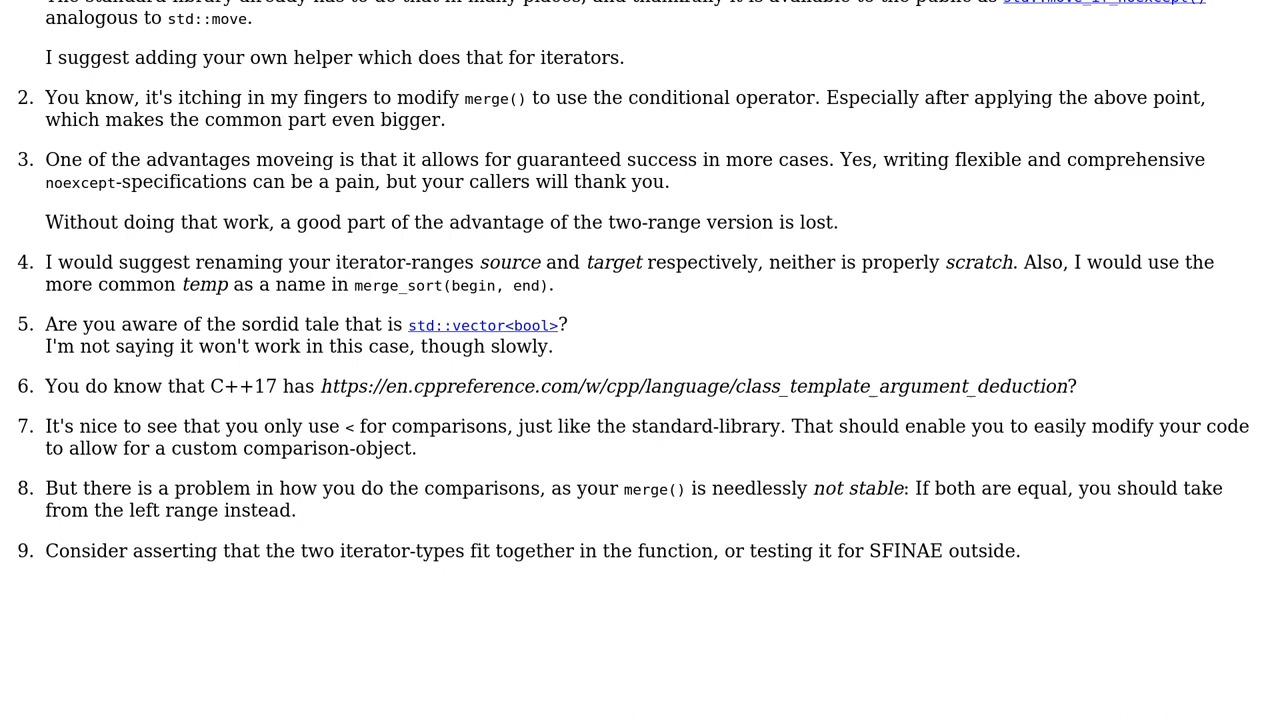 analogous to std::move.
I suggest adding your own helper which does that for iterators.
2. You know, it's itching in my fingers to modify merge() to use the conditional operator. Especially after applying the above point,
which makes the common part even bigger.
3. One of the advantages moveing is that it allows for guaranteed success in more cases. Yes, writing flexible and comprehensive
noexcept-specifications can be a pain, but your callers will thank you.
Without doing that work, a good part of the advantage of the two-range version is lost.
4. I would suggest renaming your iterator-ranges source and target respectively, neither is properly scratch. Also, I would use the
more common temp as a name in merge_sort(begin, end).
5. Are you aware of the sordid tale that is std::vector<bool>?
I'm not saying it won't work in this case, though slowly.
6. You do know that C++17 has https://en.cppreference.com/w/cpp/language/class_template_argument_deduction?
7. It's nice to see that you only use < for comparisons, just like the standard-library. That should enable you to easily modify your code
to allow for a custom comparison-object.
8. But there is a problem in how you do the comparisons, as your merge() is needlessly not stable: If both are equal, you should take
from the left range instead.
9. Consider asserting that the two iterator-types fit together in the function, or testing it for SFINAE outside.